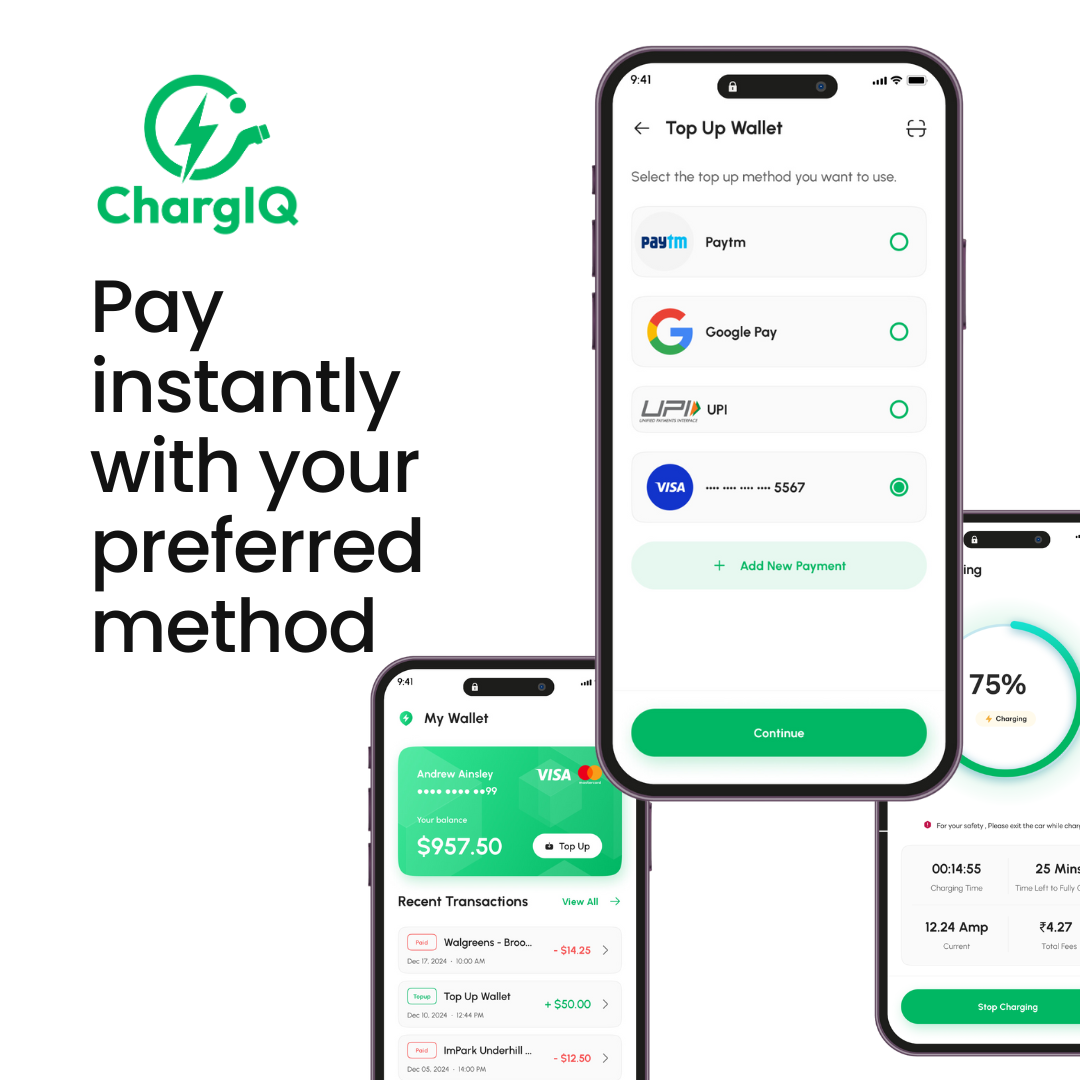 ChargIQ
Pay
instantly
with your
preferred
method
9:41
Top Up Wallet
Select the top up method you want to use.
paytm Paytm
Google Pay
UPI UPI
UNIFIED PAYMENTS INTERFACE
VISA •••• •••• •••• •••• 5567
+ Add New Payment
Continue
9:41
My Wallet
Andrew Ainsley
VISA
mastercard
•••• •••• ••99
Your balance
$957.50
Top Up
Recent Transactions
View All
Paid Walgreens - Broo...
- $14.25
Dec 17, 2024 • 10:00 AM
Topup Top Up Wallet
+ $50.00
Dec 10, 2024 • 12:44 PM
Paid ImPark Underhill ...
- $12.50
Dec 05, 2024 • 14:00 PM
ing
75%
Charging
For your safety , Please exit the car while charg
00:14:55
25 Mins
Charging Time
Time Left to Fully C
12.24 Amp
₹4.27
Current
Total Fees
Stop Charging